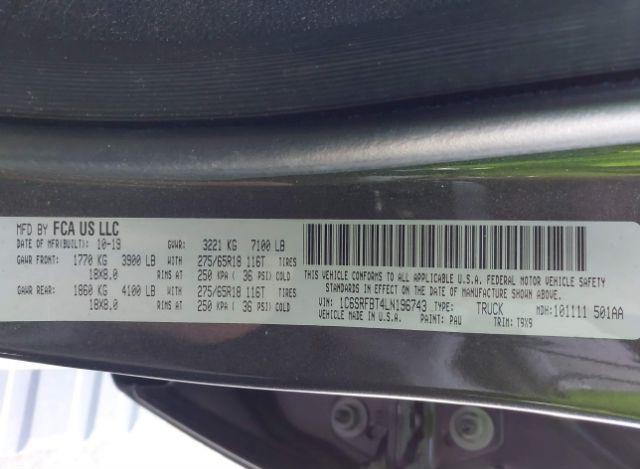 MFD BY FCA US LLC
DATE OF MFR(BUILT): 10-19 GVWR: 3221 KG 7100 LB
GAWR FRONT: 1770 KG 3900 LB WITH 275/65R18 116T TIRES
18X8.0 RIMS AT 250 KPA ( 36 PSI) COLD
GAWR REAR: 1860 KG 4100 LB WITH 275/65R18 116T TIRES
18X8.0 RIMS AT 250 KPA ( 36 PSI) COLD
THIS VEHICLE CONFORMS TO ALL APPLICABLE U.S.A. FEDERAL MOTOR VEHICLE SAFETY
STANDARDS IN EFFECT ON THE DATE OF MANUFACTURE SHOWN ABOVE.
VIN: 1C6SRFBT4LN196743 TYPE: TRUCK MDH: 101111 501AA
VEHICLE MADE IN U.S.A. PAINT: PAU TRIM: T9X9